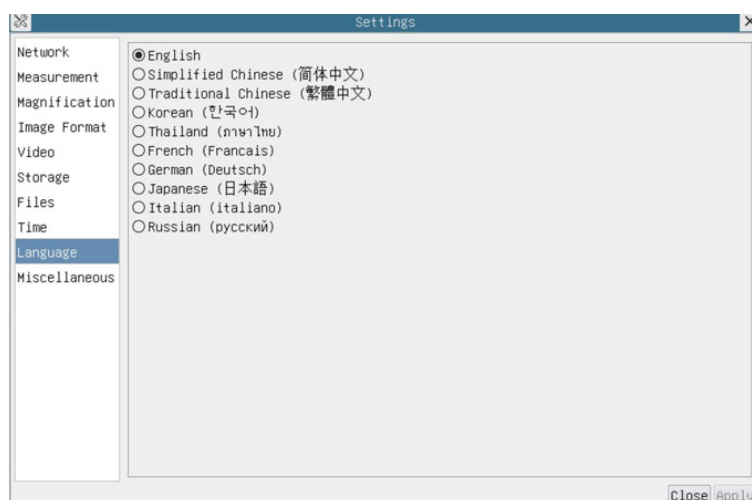 Settings
Network
Measurement
Magnification
Image Format
Video
Storage
Files
Time
Language
Miscellaneous
English
Simplified Chinese (简体中文)
Traditional Chinese (繁體中文)
Korean (한국어)
Thailand (ภาษาไทย)
French (Francais)
German (Deutsch)
Japanese (日本語)
Italian (italiano)
Russian (русский)
Close Apply